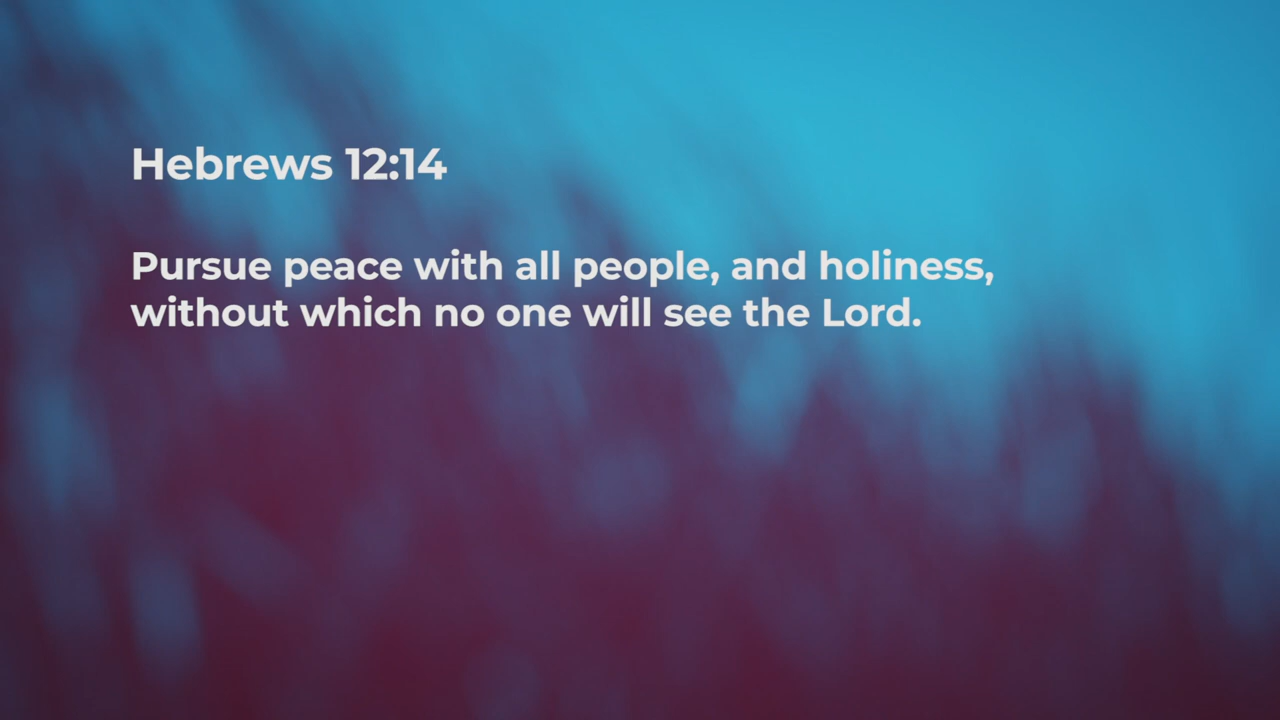 Hebrews 12:14
Pursue peace with all people, and holiness,
without which no one will see the Lord.